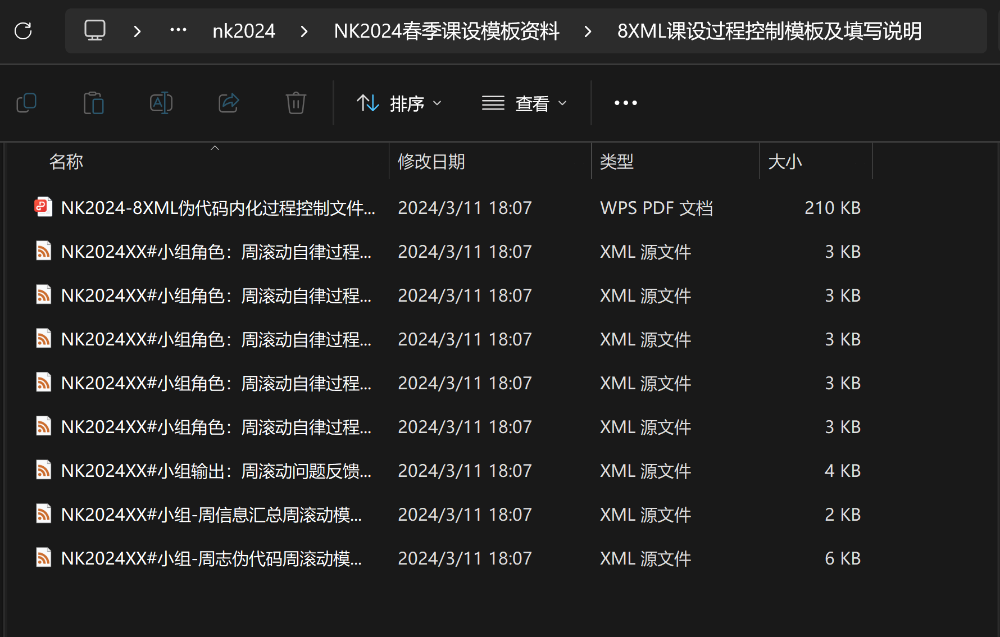 nk2024 NK2024春季课设模板资料 8XML课设过程控制模板及填写说明
排序 查看
名称 修改日期 类型 大小
NK2024-8XML伪代码内化过程控制文件... 2024/3/11 18:07 WPS PDF 文档 210 KB
NK2024XX#小组角色：周滚动自律过程... 2024/3/11 18:07 XML 源文件 3 KB
NK2024XX#小组角色：周滚动自律过程... 2024/3/11 18:07 XML 源文件 3 KB
NK2024XX#小组角色：周滚动自律过程... 2024/3/11 18:07 XML 源文件 3 KB
NK2024XX#小组角色：周滚动自律过程... 2024/3/11 18:07 XML 源文件 3 KB
NK2024XX#小组角色：周滚动自律过程... 2024/3/11 18:07 XML 源文件 3 KB
NK2024XX#小组输出：周滚动问题反馈... 2024/3/11 18:07 XML 源文件 4 KB
NK2024XX#小组-周信息汇总周滚动模... 2024/3/11 18:07 XML 源文件 2 KB
NK2024XX#小组-周志伪代码周滚动模... 2024/3/11 18:07 XML 源文件 6 KB